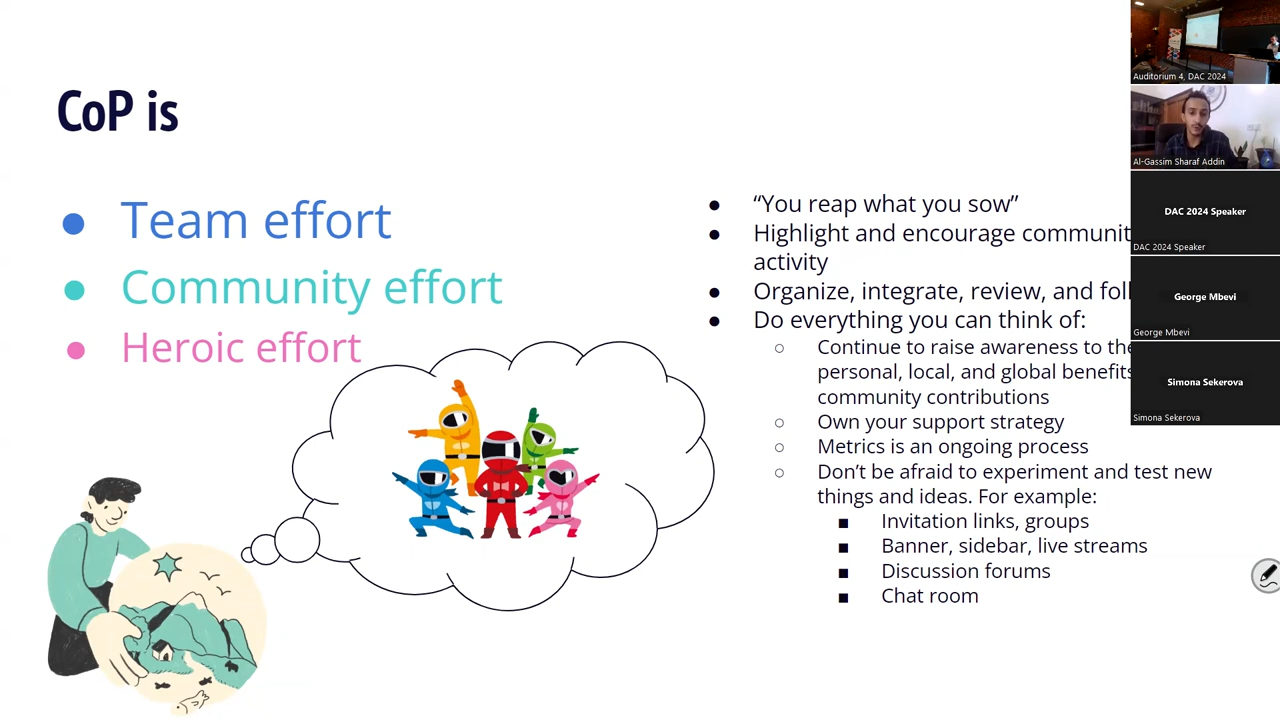 CoP is
● Team effort
● Community effort
● Heroic effort
● “You reap what you sow”
● Highlight and encourage communit
activity
● Organize, integrate, review, and fol
● Do everything you can think of:
○ Continue to raise awareness to the
personal, local, and global benefits
community contributions
○ Own your support strategy
○ Metrics is an ongoing process
○ Don’t be afraid to experiment and test new
things and ideas. For example:
■ Invitation links, groups
■ Banner, sidebar, live streams
■ Discussion forums
■ Chat room
Auditorium 4, DAC 2024
Al-Gassim Sharaf Addin
DAC 2024 Speaker
DAC 2024 Speaker
George Mbevi
George Mbevi
Simona Sekerova
Simona Sekerova